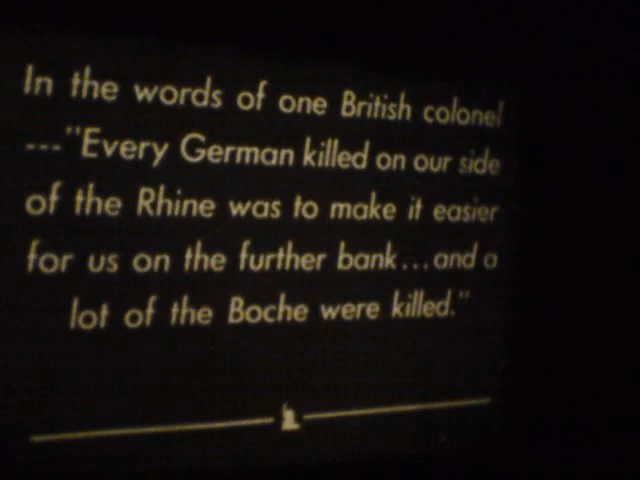 In the words of one British colonel
---"Every German killed on our side
of the Rhine was to make it easier
for us on the further bank...and a
lot of the Boche were killed."